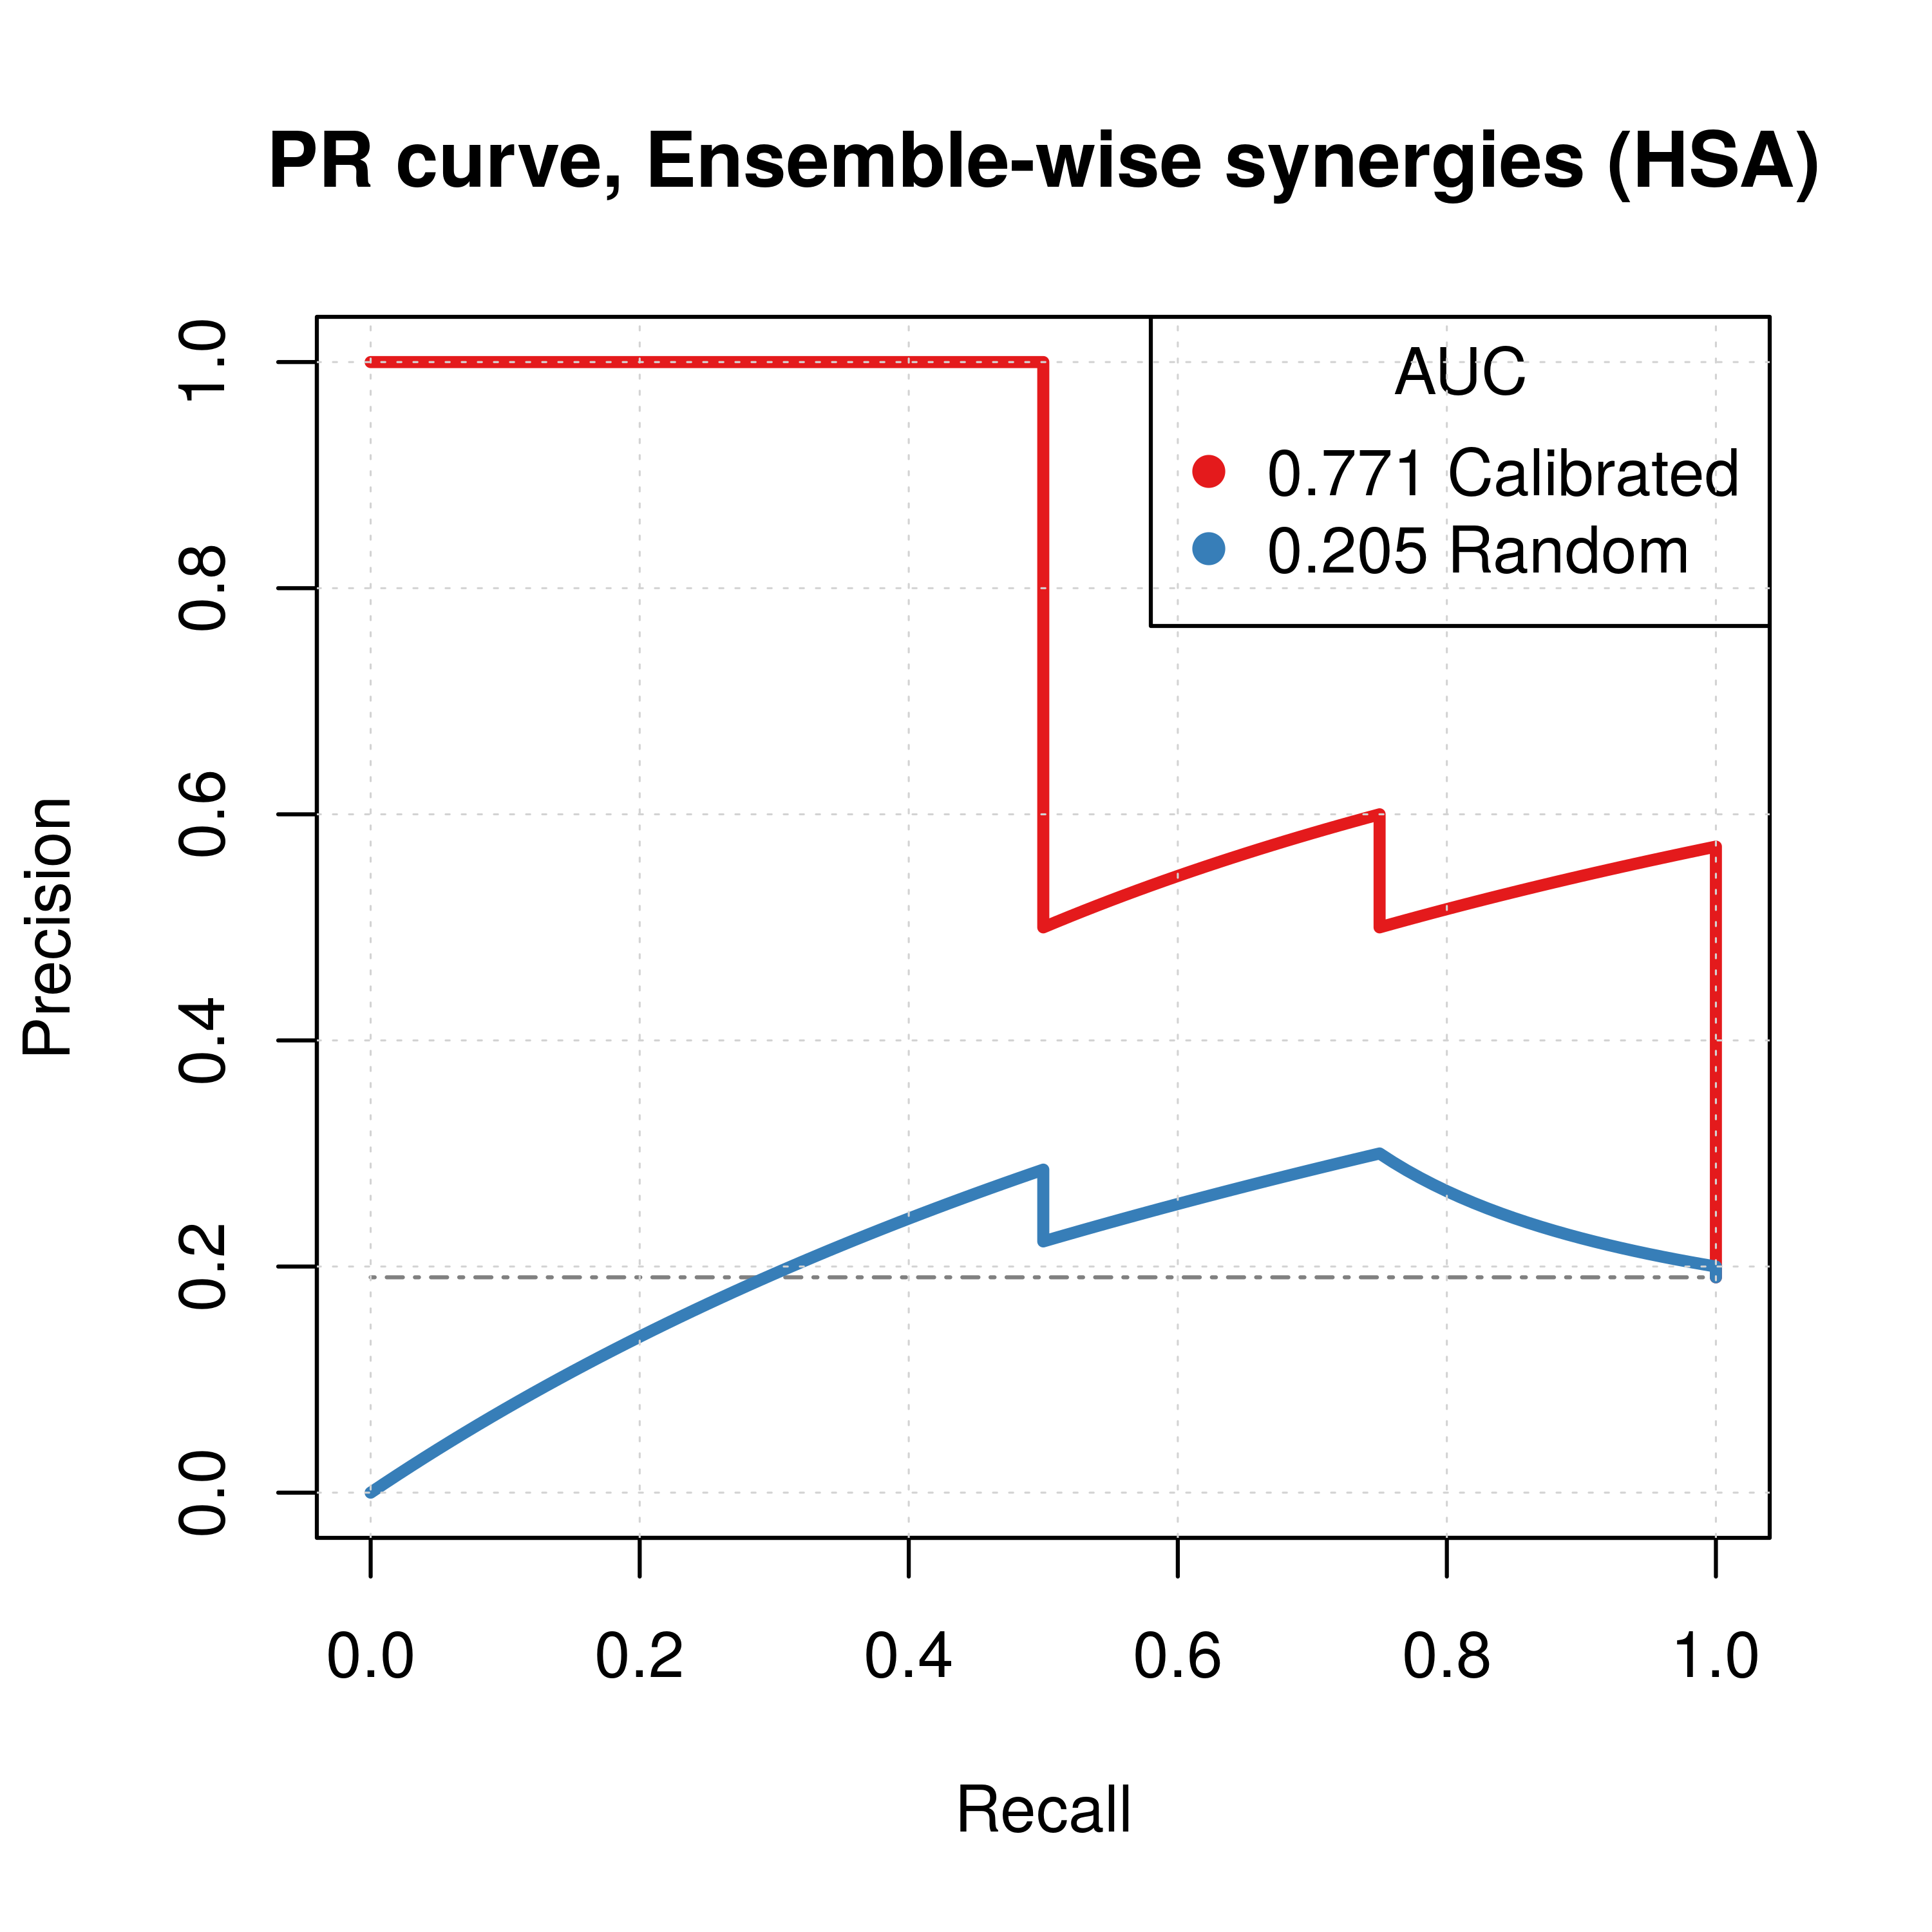 PR curve, Ensemble-wise synergies (HSA)
AUC
0.771 Calibrated
0.205 Random
Precision
1.0
0.8
0.6
0.4
0.2
0.0
0.0 0.2 0.4 0.6 0.8 1.0
Recall